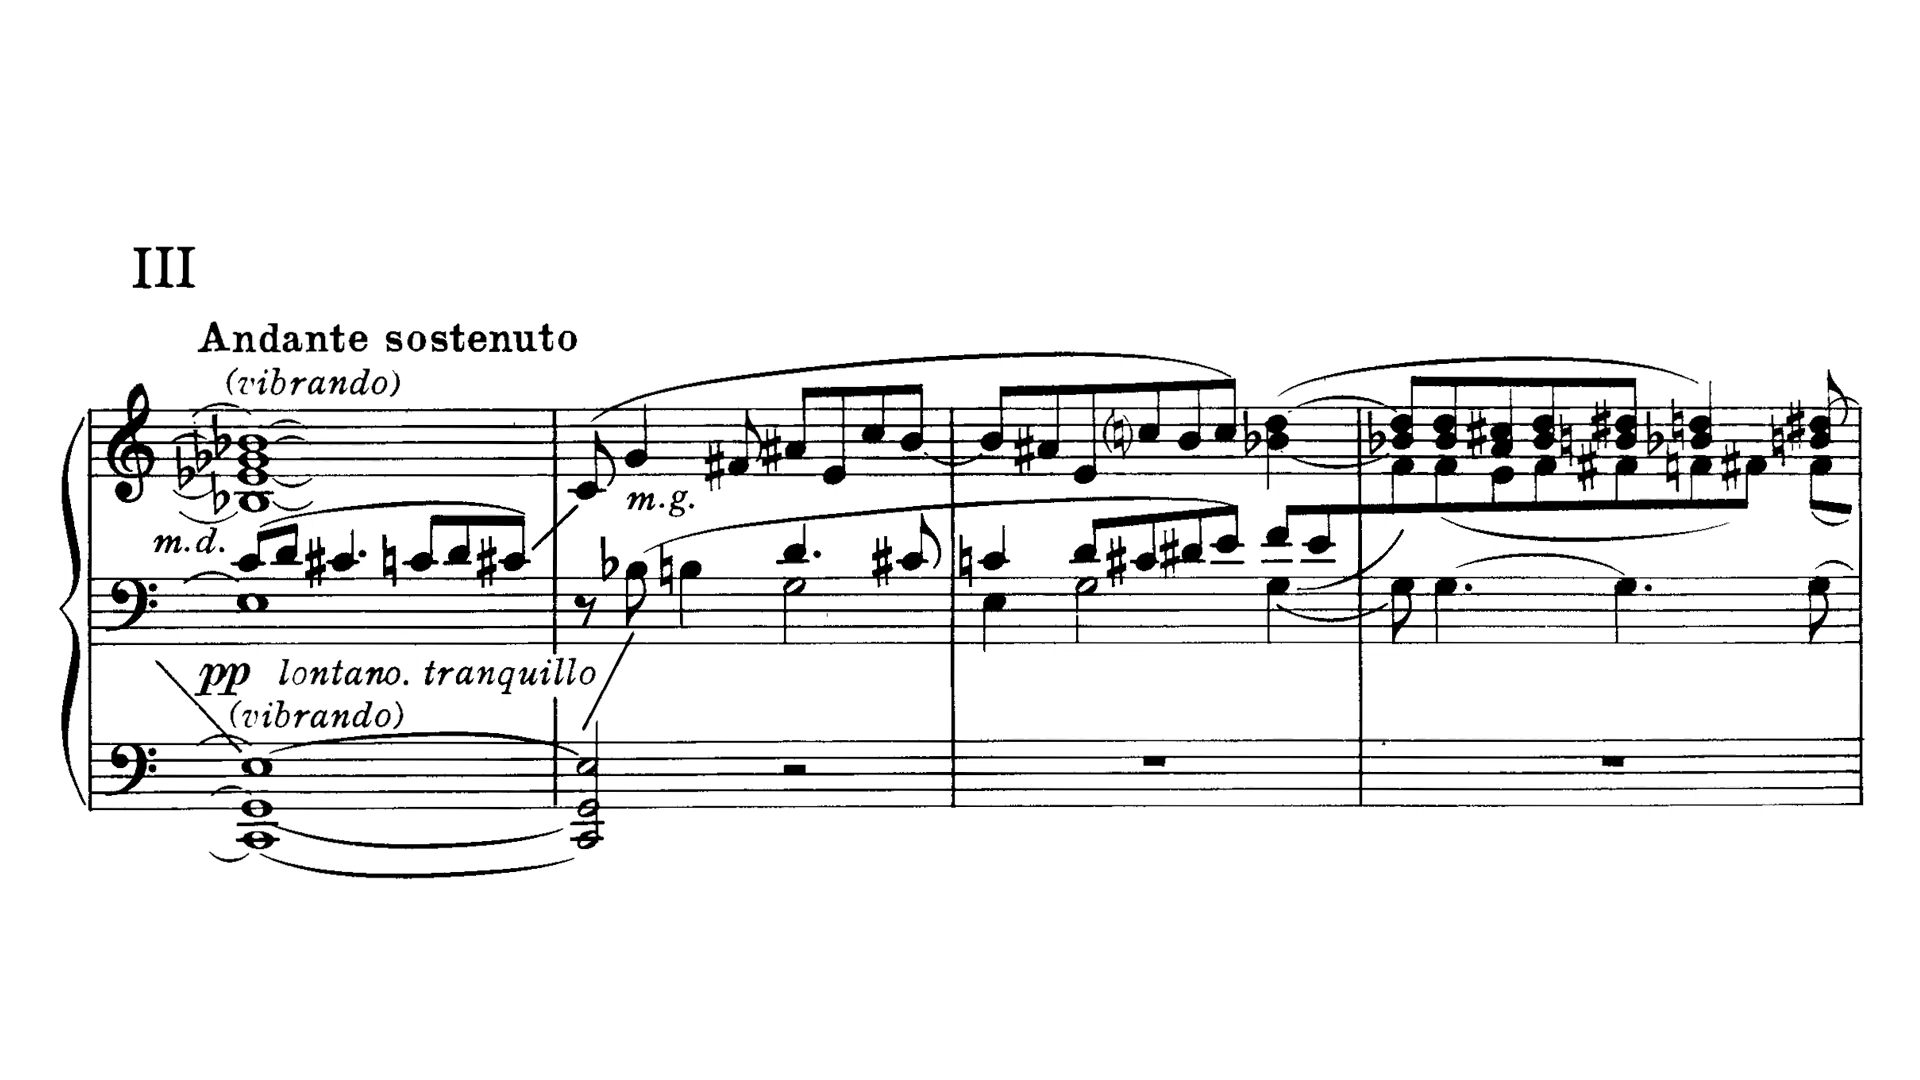 III
Andante sostenuto
(vibrando)
m.g.
m.d.
pp lontano. tranquillo
(vibrando)